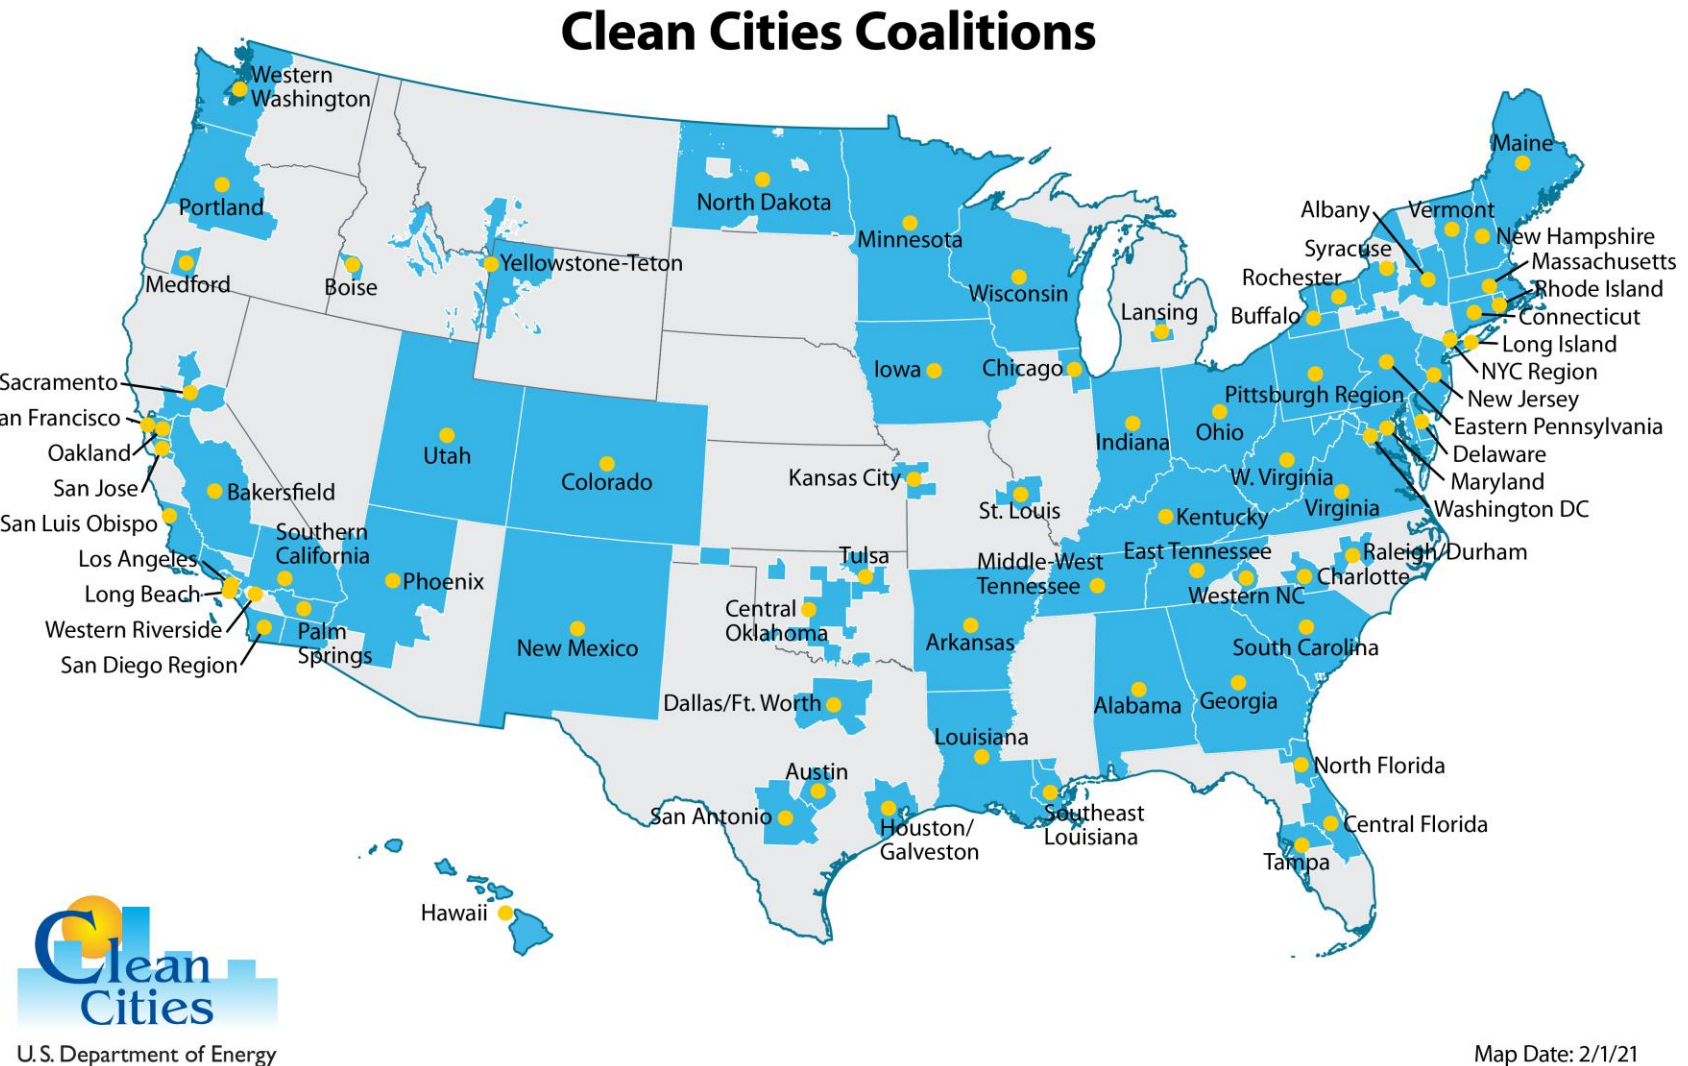 Clean Cities Coalitions
Western
Washington
Portland
Medford
Boise
Yellowstone-Teton
North Dakota
Minnesota
Wisconsin
Lansing
Iowa
Chicago
Maine
Albany
Vermont
Syracuse
New Hampshire
Rochester
Massachusetts
Rhode Island
Buffalo
Connecticut
Long Island
NYC Region
Pittsburgh Region
New Jersey
Eastern Pennsylvania
Delaware
Maryland
Washington DC
Indiana
Ohio
W. Virginia
Virginia
Kentucky
Sacramento
an Francisco
Oakland
San Jose
Bakersfield
San Luis Obispo
Southern
California
Los Angeles
Long Beach
Western Riverside
San Diego Region
Palm
Springs
Utah
Colorado
Phoenix
New Mexico
Kansas City
St. Louis
Tulsa
Central
Oklahoma
Middle-West
Tennessee
East Tennessee
Raleigh/Durham
Charlotte
Western NC
Arkansas
South Carolina
Dallas/Ft. Worth
Louisiana
Alabama
Georgia
Austin
San Antonio
Houston/
Galveston
Southeast
Louisiana
North Florida
Central Florida
Tampa
Hawaii
Clean
Cities
U.S. Department of Energy
Map Date: 2/1/21